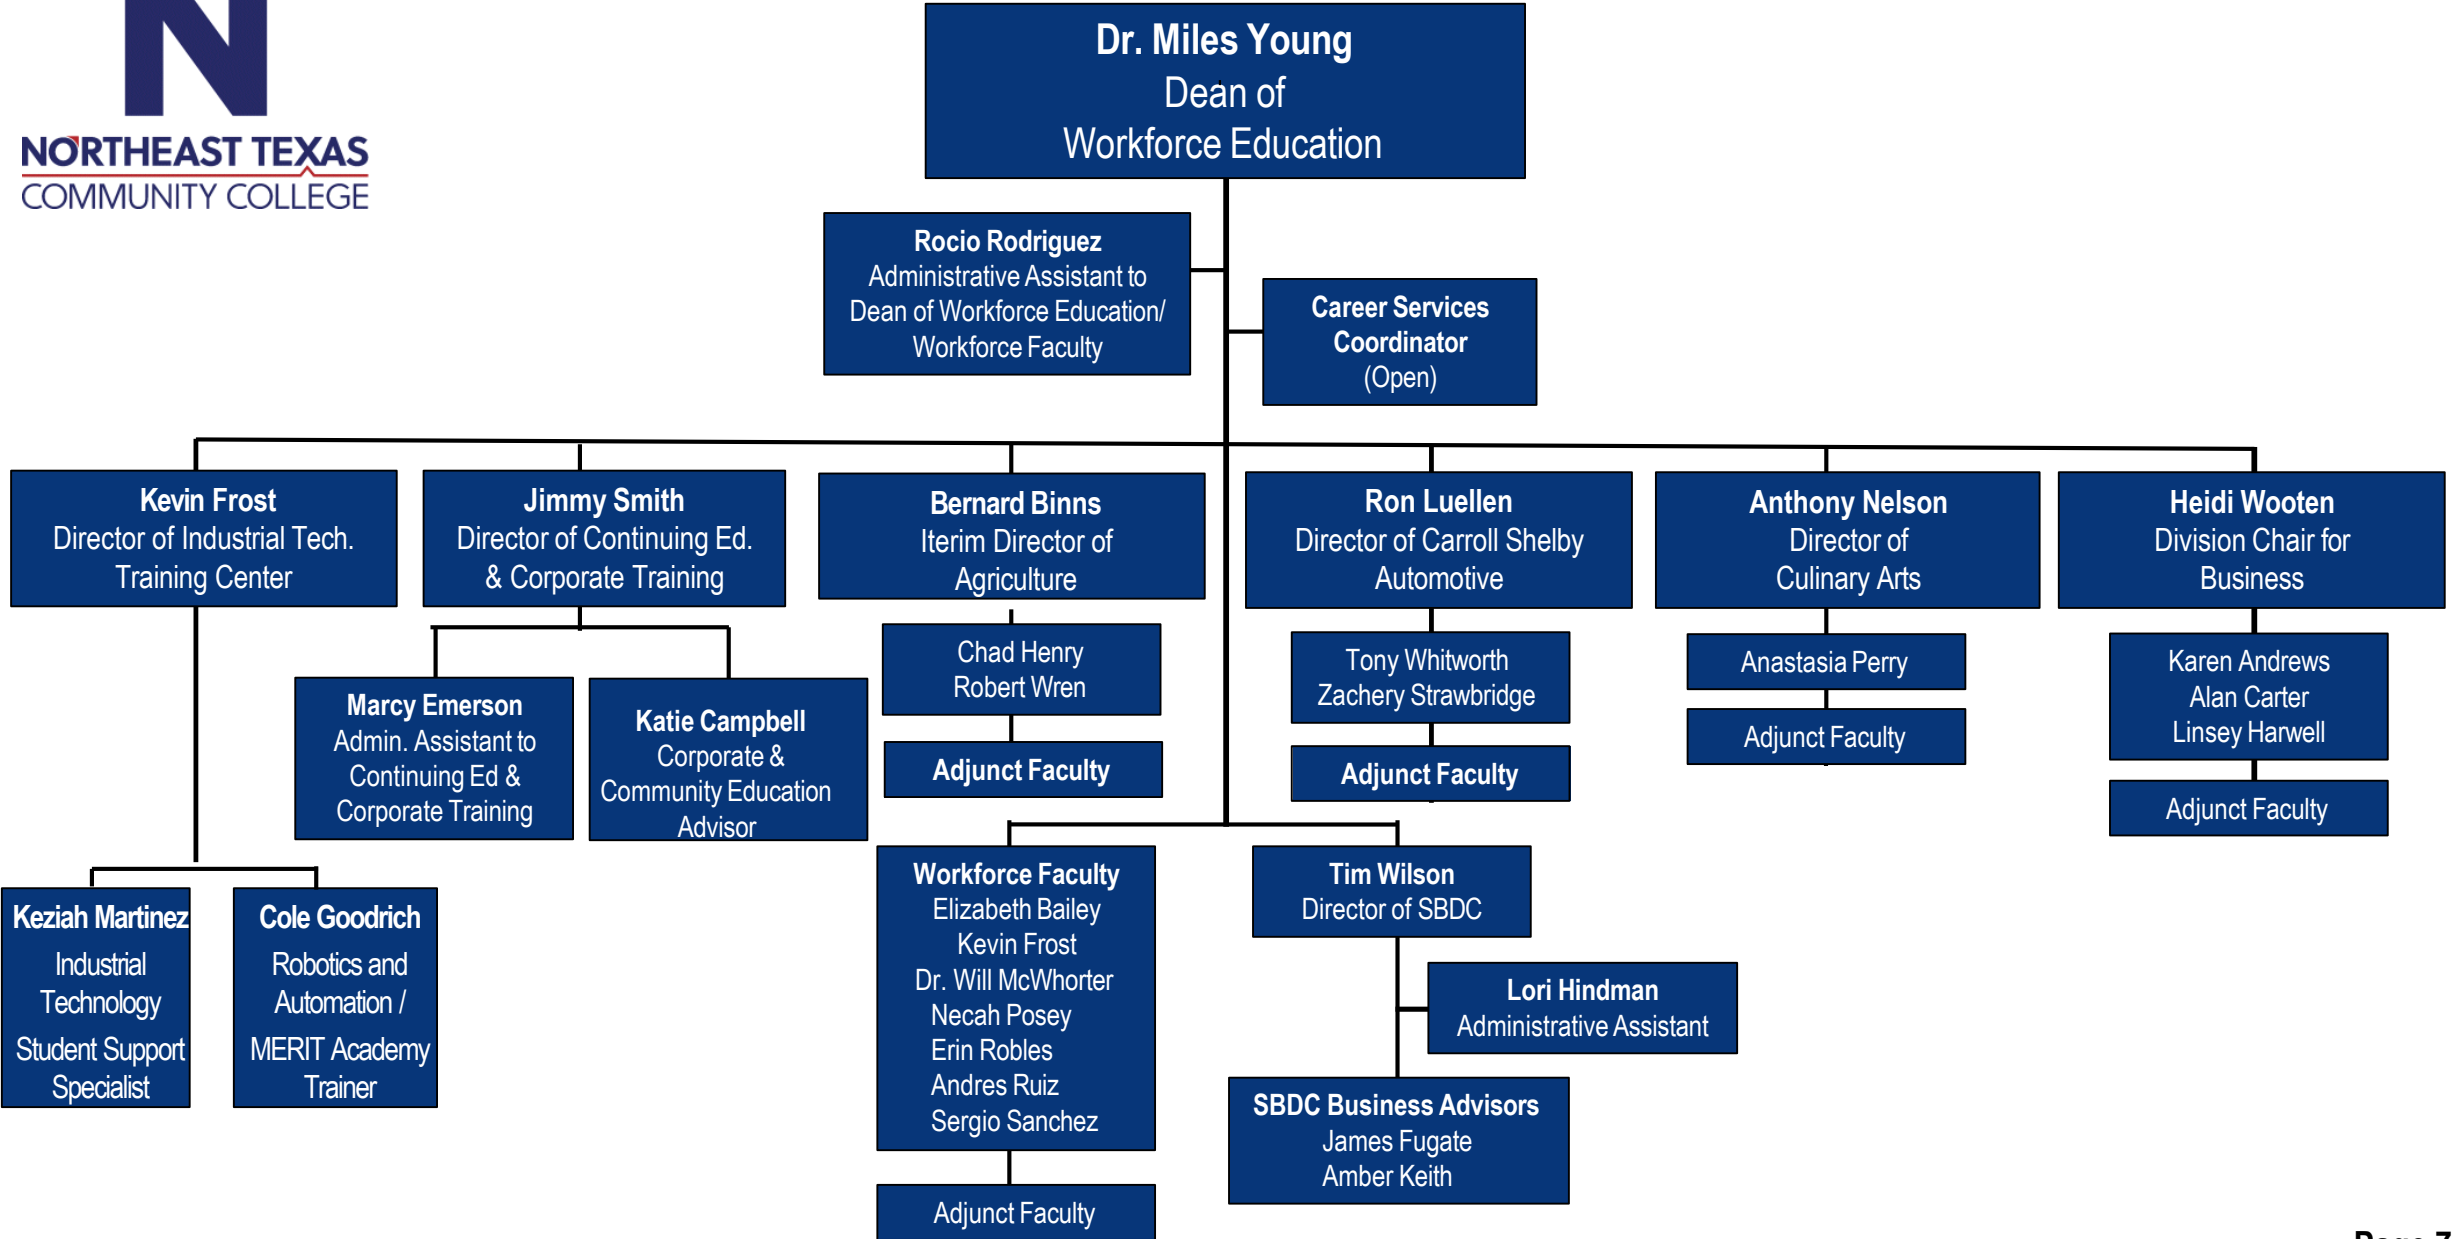 N
NORTHEAST TEXAS
COMMUNITY COLLEGE
Dr. Miles Young
Dean of
Workforce Education
Rocio Rodriguez
Administrative Assistant to
Dean of Workforce Education/
Workforce Faculty
Career Services
Coordinator
(Open)
Kevin Frost
Director of Industrial Tech.
Training Center
Jimmy Smith
Director of Continuing Ed.
& Corporate Training
Bernard Binns
Iterim Director of
Agriculture
Ron Luellen
Director of Carroll Shelby
Automotive
Anthony Nelson
Director of
Culinary Arts
Heidi Wooten
Division Chair for
Business
Marcy Emerson
Admin. Assistant to
Continuing Ed &
Corporate Training
Katie Campbell
Corporate &
Community Education
Advisor
Chad Henry
Robert Wren
Adjunct Faculty
Tony Whitworth
Zachery Strawbridge
Adjunct Faculty
Anastasia Perry
Adjunct Faculty
Karen Andrews
Alan Carter
Linsey Harwell
Adjunct Faculty
Keziah Martinez
Industrial
Technology
Student Support
Specialist
Cole Goodrich
Robotics and
Automation /
MERIT Academy
Trainer
Workforce Faculty
Elizabeth Bailey
Kevin Frost
Dr. Will McWhorter
Necah Posey
Erin Robles
Andres Ruiz
Sergio Sanchez
Adjunct Faculty
Tim Wilson
Director of SBDC
Lori Hindman
Administrative Assistant
SBDC Business Advisors
James Fugate
Amber Keith
Page 7